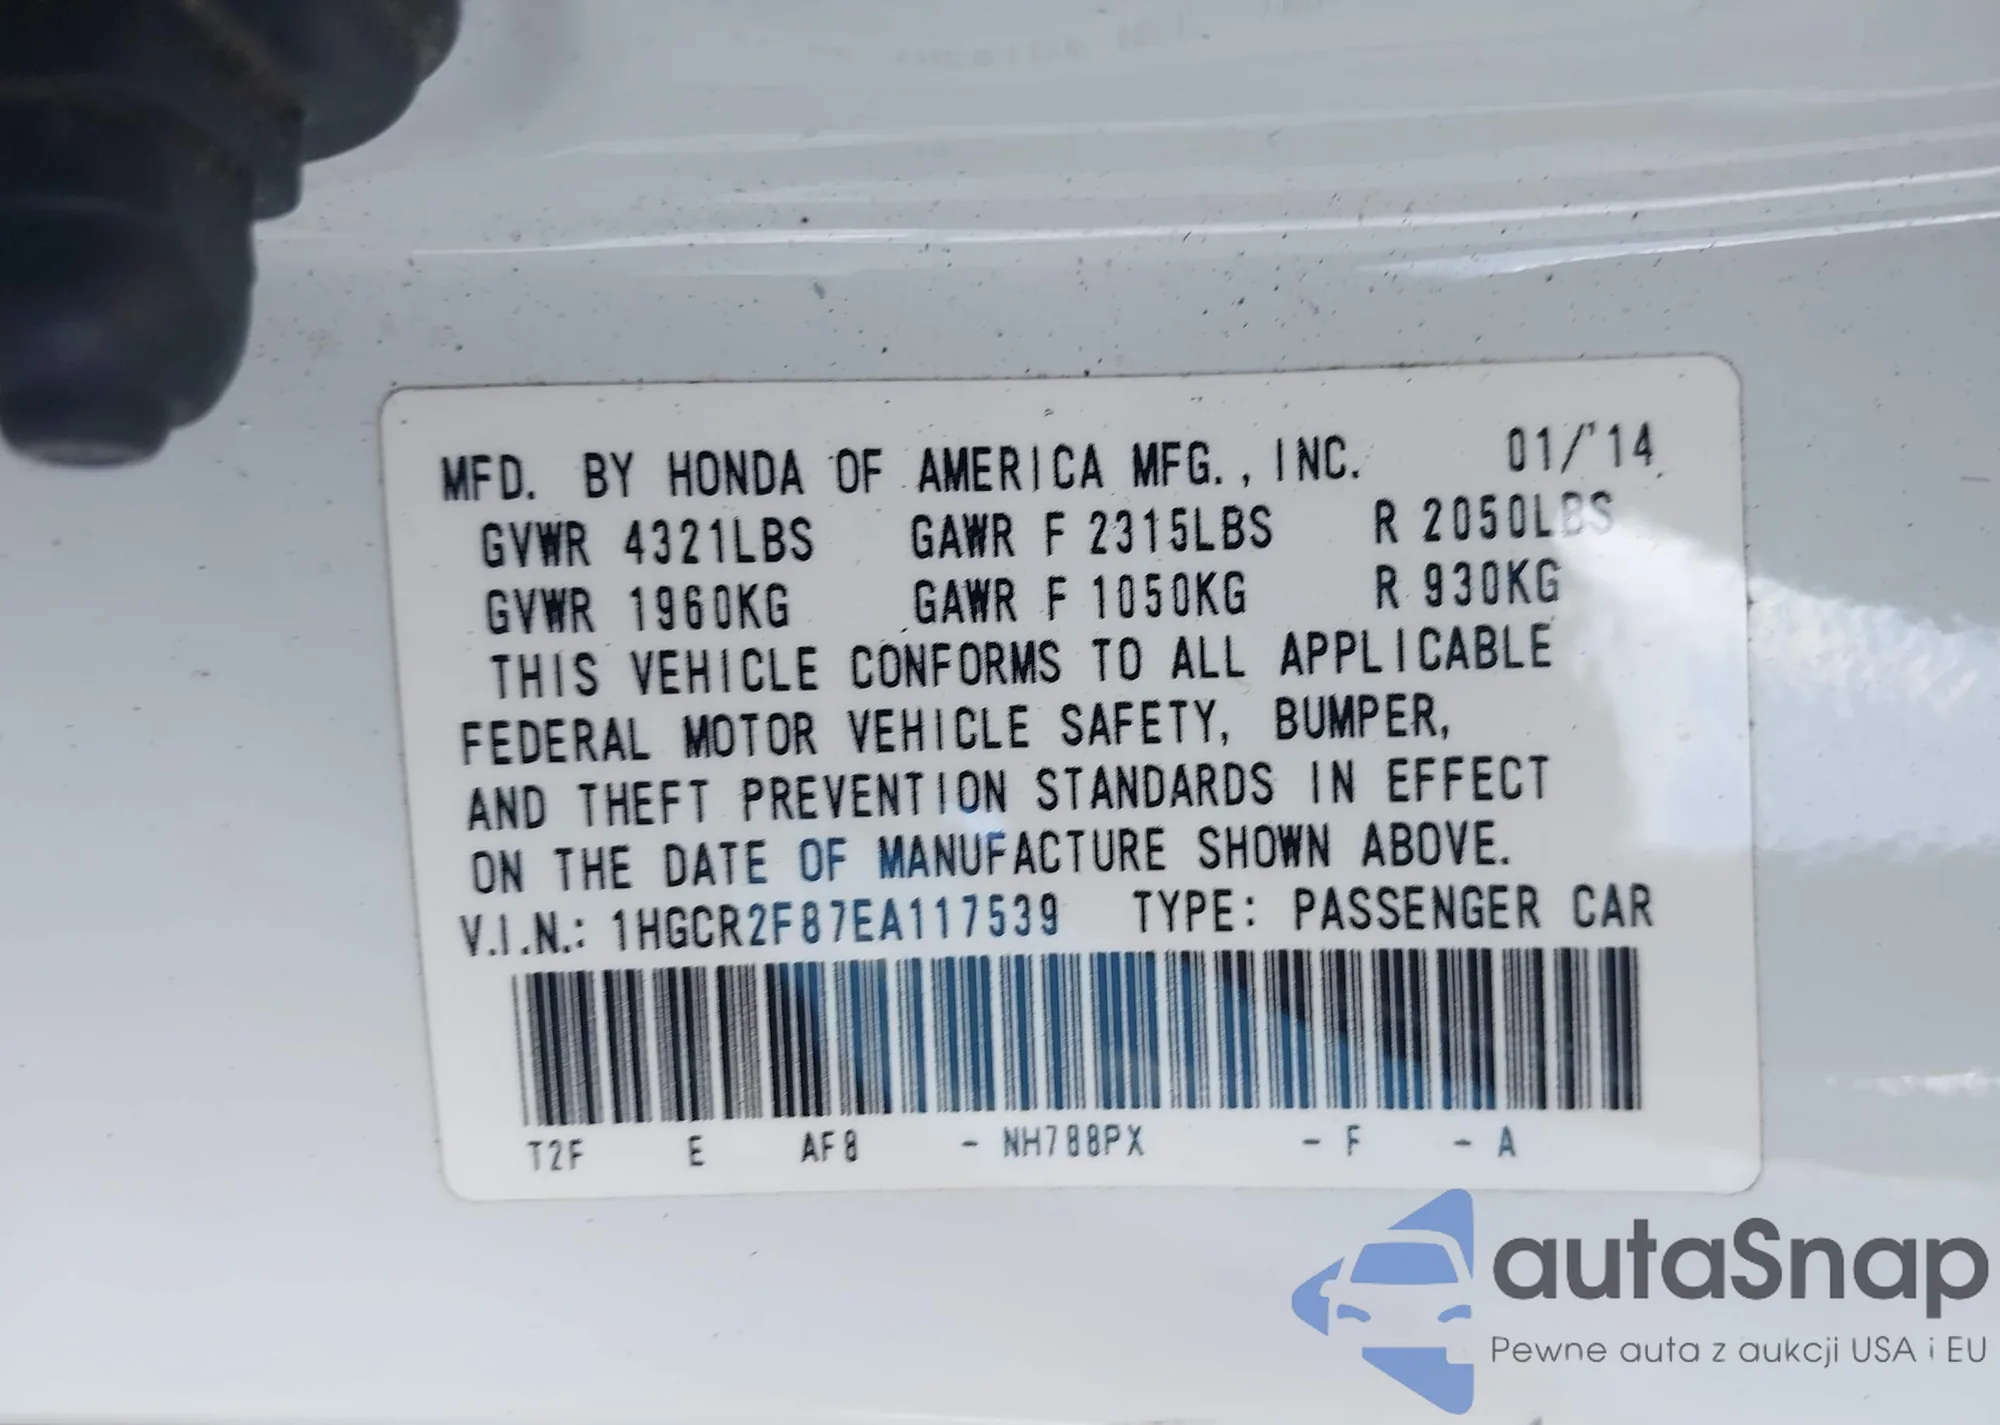 MFD. BY HONDA OF AMERICA MFG., INC. 01/'14
GVWR 4321LBS GAWR F 2315LBS R 2050LBS
GVWR 1960KG GAWR F 1050KG R 930KG
THIS VEHICLE CONFORMS TO ALL APPLICABLE
FEDERAL MOTOR VEHICLE SAFETY, BUMPER,
AND THEFT PREVENTION STANDARDS IN EFFECT
ON THE DATE OF MANUFACTURE SHOWN ABOVE.
V.I.N.: 1HGCR2F87EA117539 TYPE: PASSENGER CAR
T2F E AF8 - NH788PX - F - A
autaSnap
Pewne auta z aukcji USA i EU